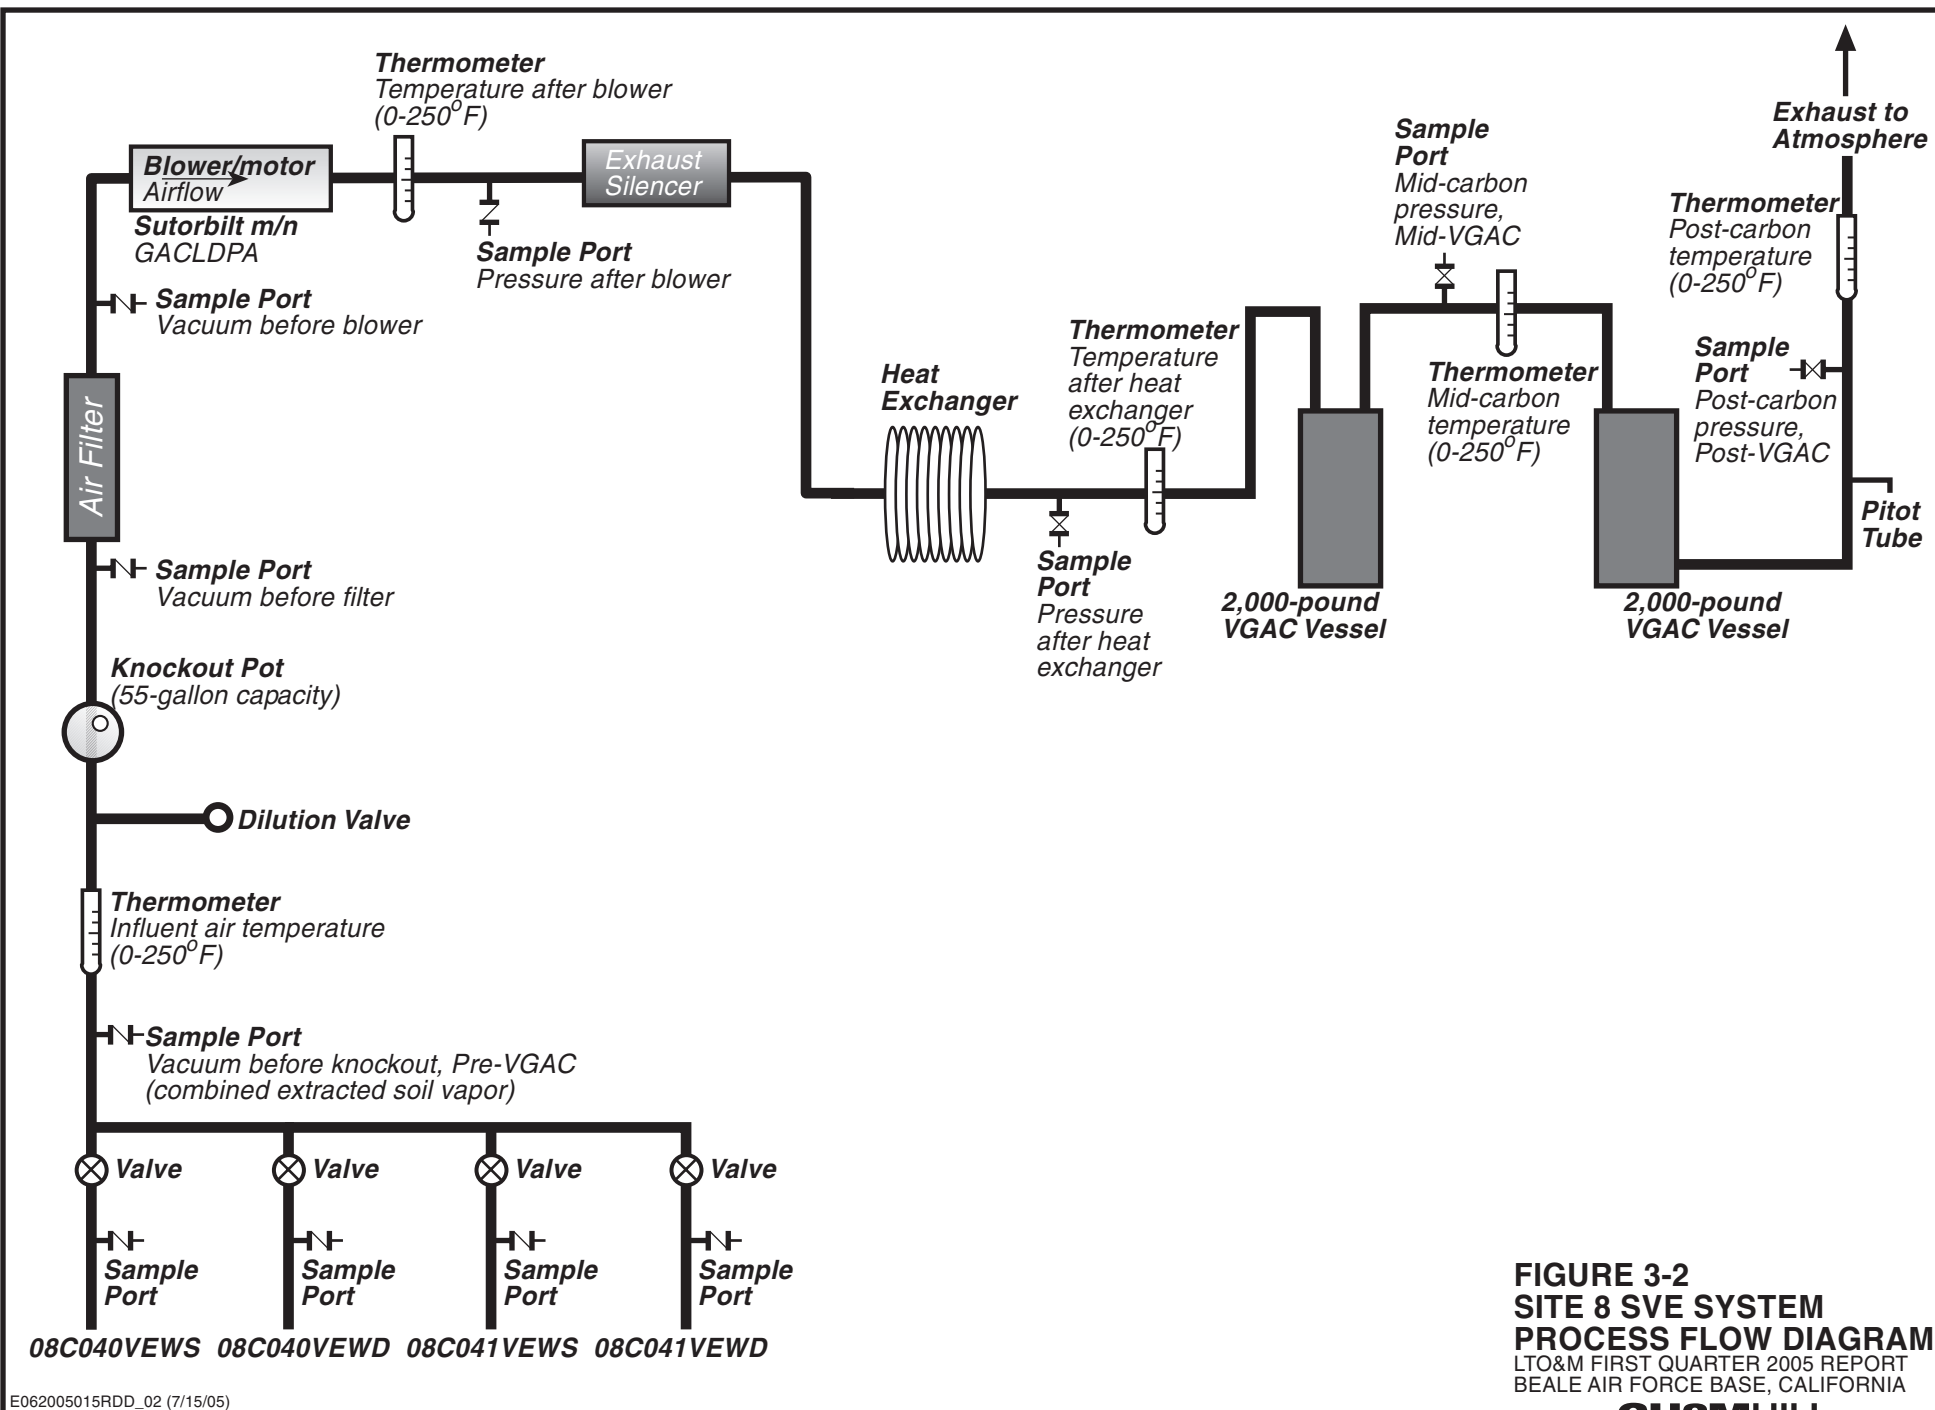 Thermometer
Temperature after blower
(0-250°F)
Blower/motor
Airflow
Sutorbilt m/n
GACLDPA
Exhaust
Silencer
Sample Port
Pressure after blower
Sample Port
Vacuum before blower
Air Filter
Sample Port
Vacuum before filter
Knockout Pot
(55-gallon capacity)
Dilution Valve
Thermometer
Influent air temperature
(0-250°F)
Sample Port
Vacuum before knockout, Pre-VGAC
(combined extracted soil vapor)
Valve
Valve
Valve
Valve
Sample
Port
Sample
Port
Sample
Port
Sample
Port
08C040VEWS
08C040VEWD
08C041VEWS
08C041VEWD
Heat
Exchanger
Thermometer
Temperature
after heat
exchanger
(0-250°F)
Sample
Port
Pressure
after heat
exchanger
2,000-pound
VGAC Vessel
Sample
Port
Mid-carbon
pressure,
Mid-VGAC
Thermometer
Mid-carbon
temperature
(0-250°F)
2,000-pound
VGAC Vessel
Exhaust to
Atmosphere
Thermometer
Post-carbon
temperature
(0-250°F)
Sample
Port
Post-carbon
pressure,
Post-VGAC
Pitot
Tube
FIGURE 3-2
SITE 8 SVE SYSTEM
PROCESS FLOW DIAGRAM
LTO&M FIRST QUARTER 2005 REPORT
BEALE AIR FORCE BASE, CALIFORNIA
E062005015RDD_02 (7/15/05)